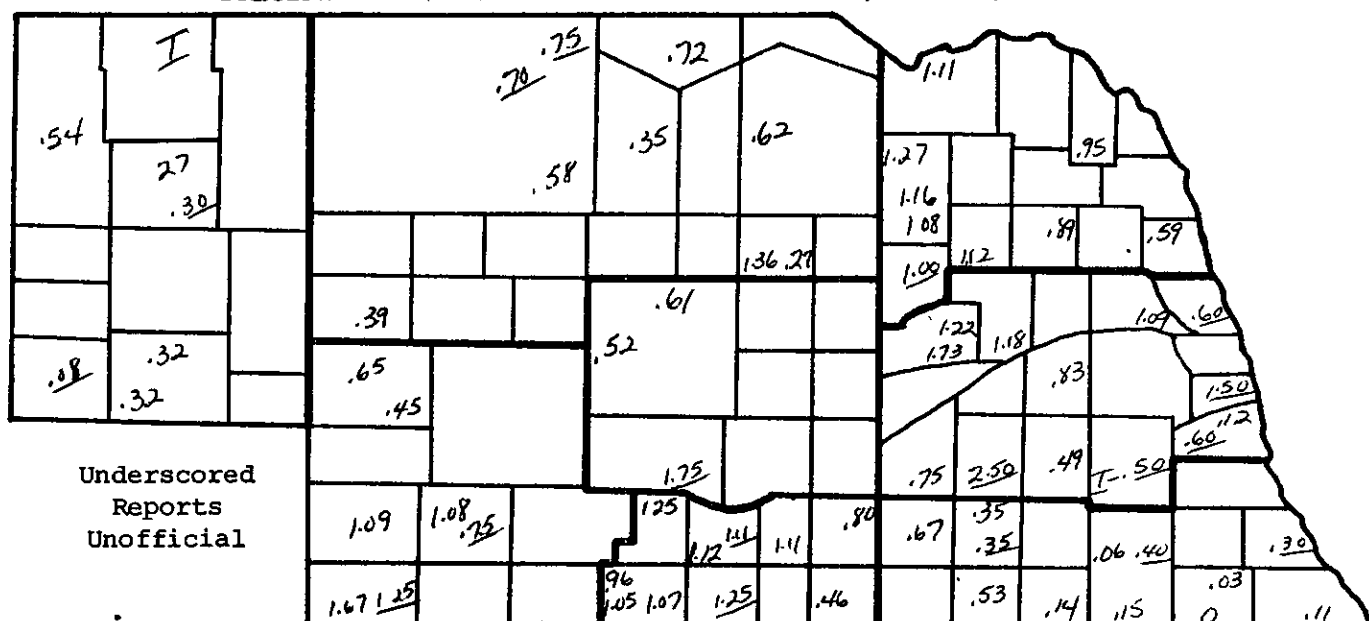 I .75 .72 1.11
.70
.54 .35 .62 .95
27 .58 1.27
.30 1.16
1.08 .89 .59
1.36 .27 1.00 1.12
.39 .61 1.09 .60
.52 1.22 1.18
.08 .32 .65 1.73 .83
.32 .45 1.50
.12
.60
Underscored 1.75 .75 2.50 .49 I-.50
Reports 1.09 1.08 .75 1.25 .80 .67 .35
Unofficial 1.12 1.11 1.11 .35 .06 .40 .30
.96 .03
1.67 1.25 1.05 1.07 1.25 .46 .53 .14 .15 0 .11